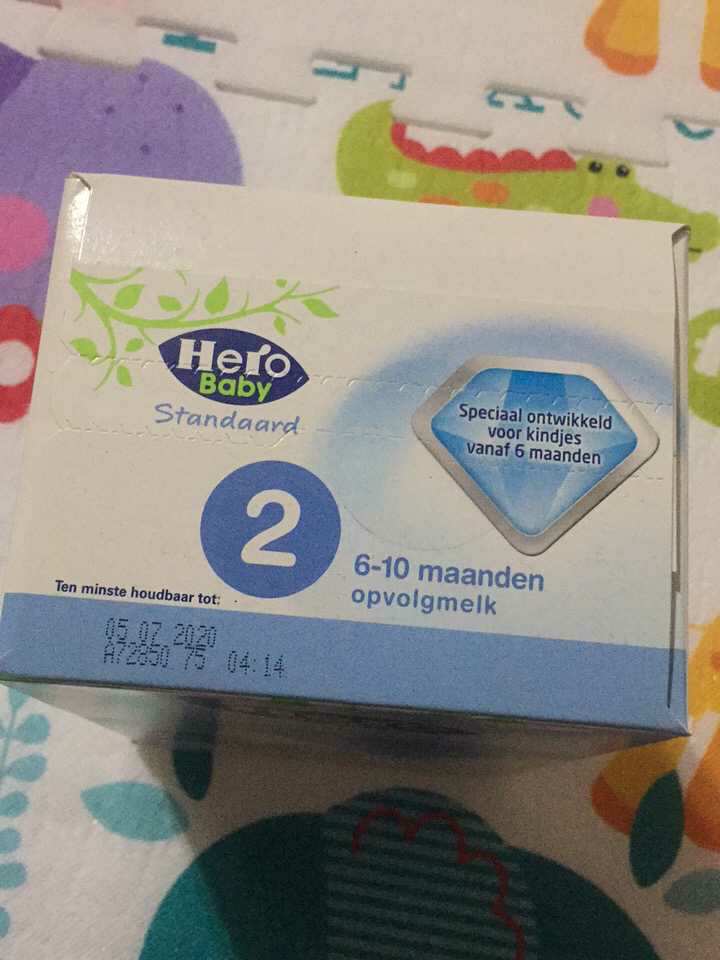 Hero
Baby
Standaard
Speciaal ontwikkeld
voor kindjes
vanaf 6 maanden
2
6-10 maanden
opvolgmelk
Ten minste houdbaar tot:
05 07 2020
A72850 75 04:14